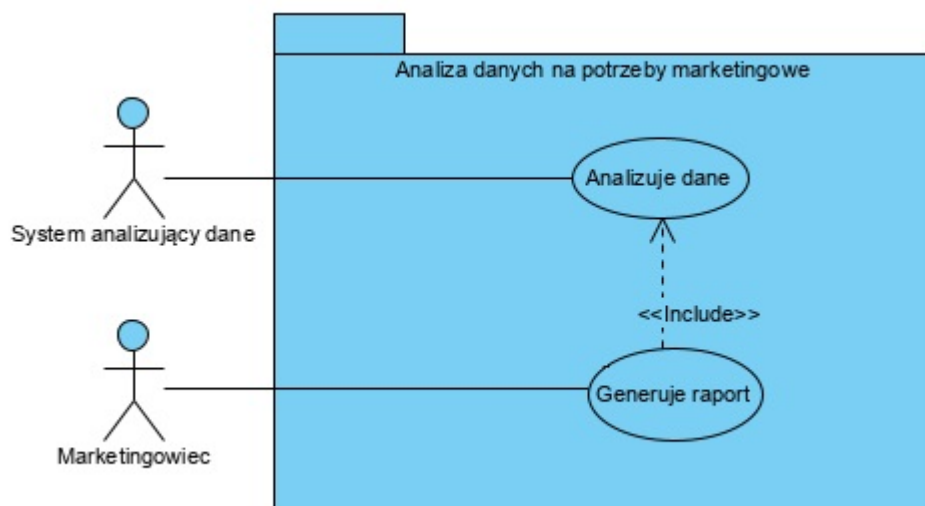 Analiza danych na potrzeby marketingowe
Analizuje dane
System analizujący dane
<<Include>>
Generuje raport
Marketingowiec